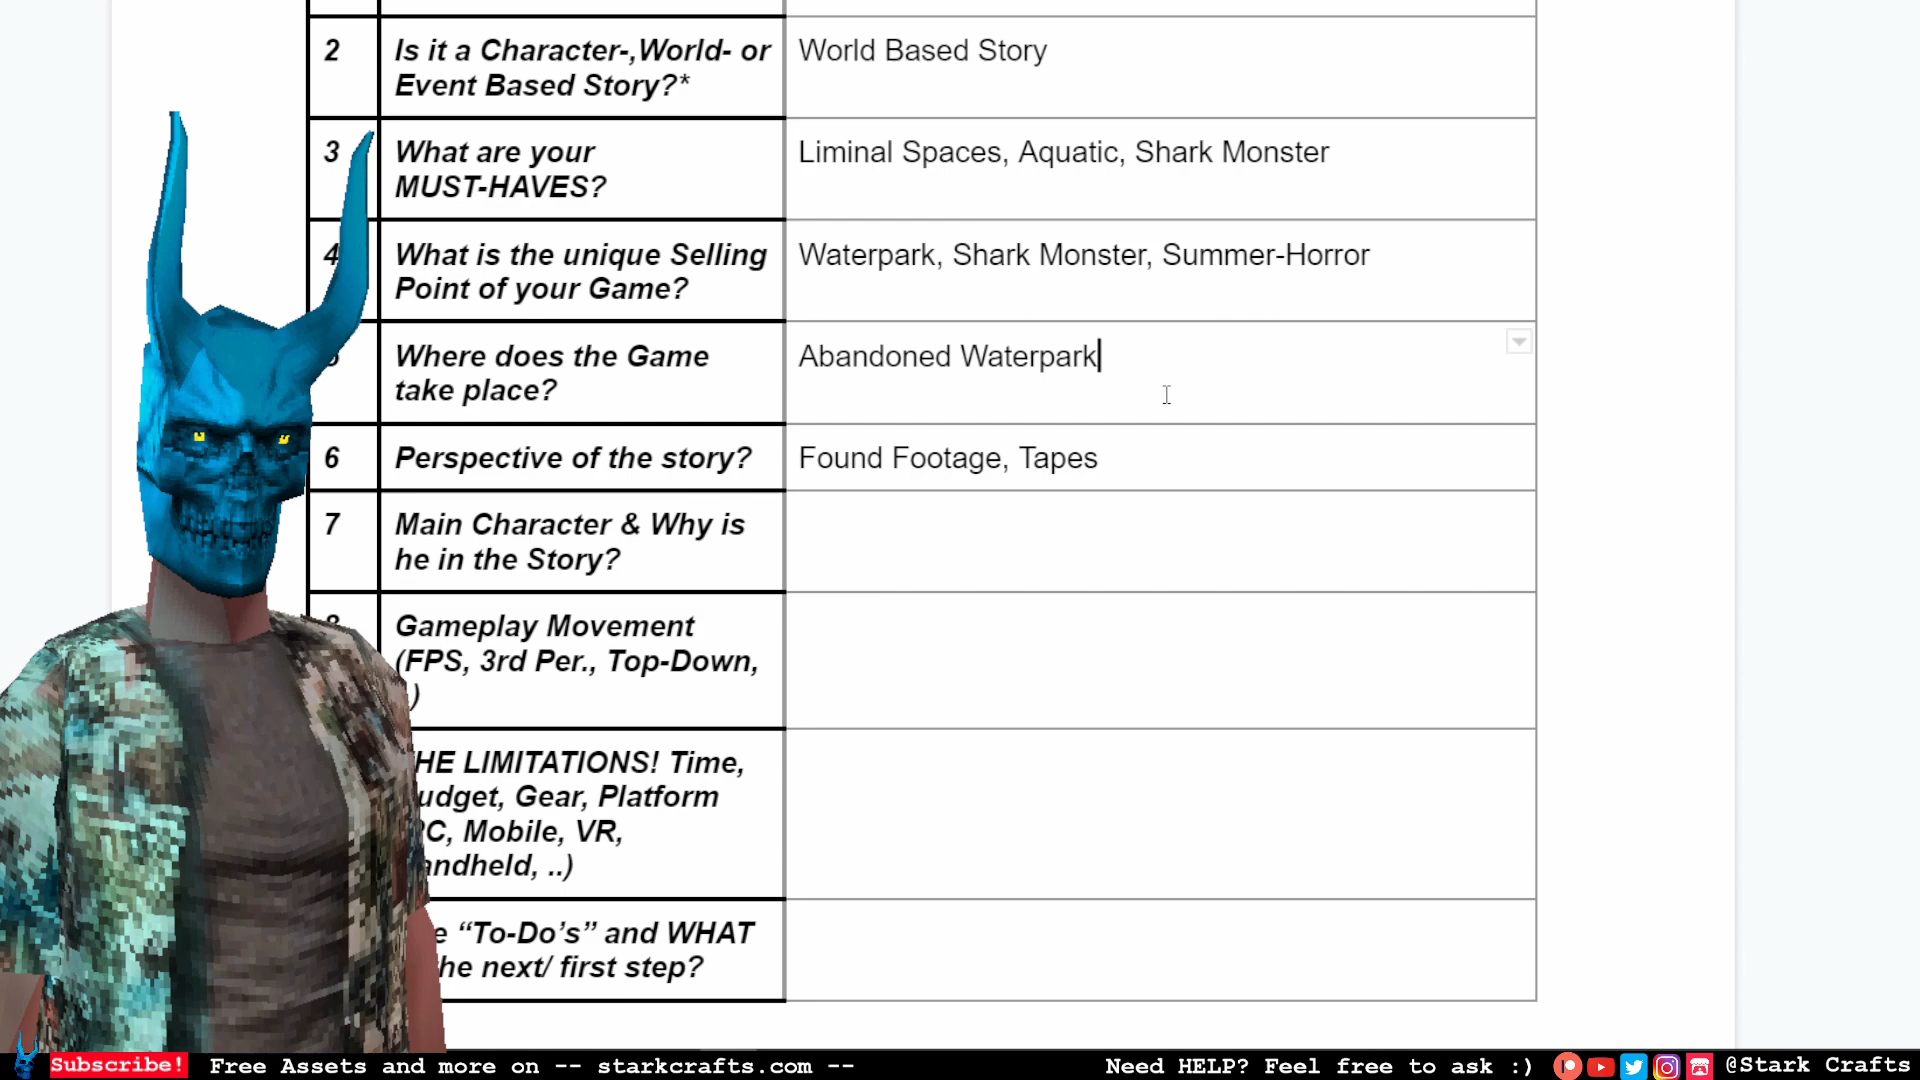 2
Is it a Character-,World- or
Event Based Story?*
World Based Story
3
What are your
MUST-HAVES?
Liminal Spaces, Aquatic, Shark Monster
4
What is the unique Selling
Point of your Game?
Waterpark, Shark Monster, Summer-Horror
Where does the Game
take place?
Abandoned Waterpark
6
Perspective of the story?
Found Footage, Tapes
7
Main Character & Why is
he in the Story?
Gameplay Movement
(FPS, 3rd Per., Top-Down,
)
HE LIMITATIONS! Time,
udget, Gear, Platform
C, Mobile, VR,
andheld, ..)
e “To-Do’s” and WHAT
he next/ first step?
Subscribe! Free Assets and more on -- starkcrafts.com -- Need HELP? Feel free to ask :) @Stark Crafts